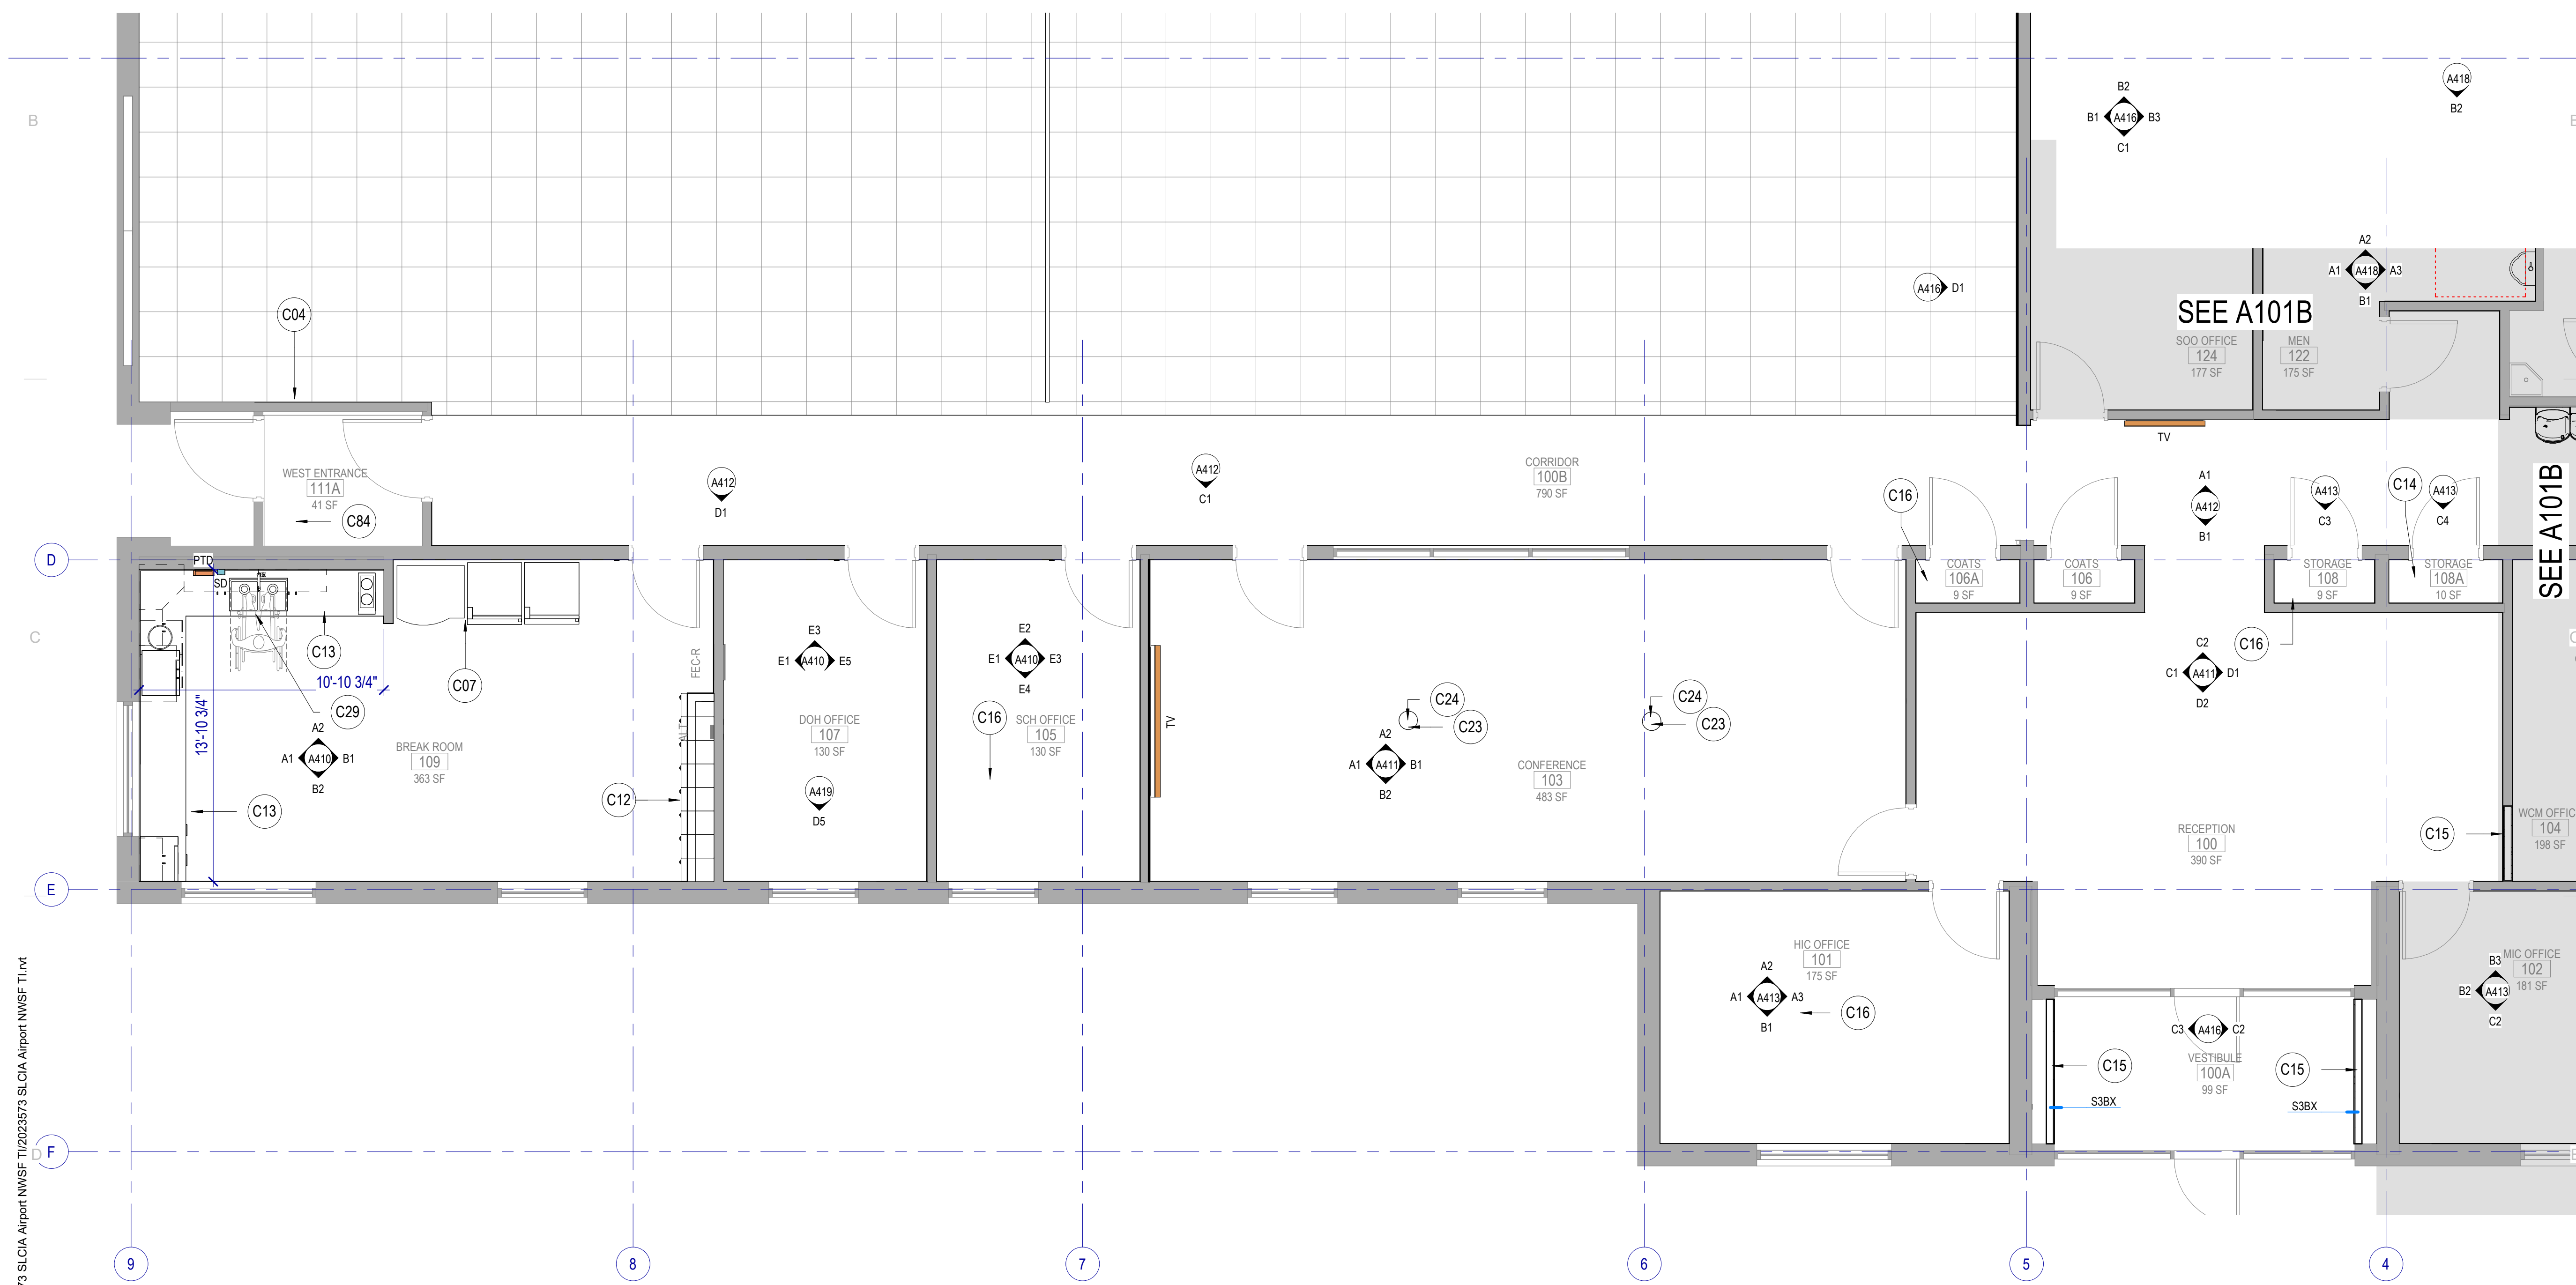 B
B2
B1 A416 B3
C1
A418
B2
A416 D1
A2
A1 A418 A3
B1
SEE A101B
C04
SOO OFFICE
124
177 SF
MEN
122
175 SF
TV
WEST ENTRANCE
111A
41 SF
C84
A412
D1
A412
C1
CORRIDOR
100B
790 SF
C16
A1
A412
B1
A413
C3
C14
A413
C4
SEE A101B
D
PTD
SD
COATS
106A
9 SF
COATS
106
9 SF
STORAGE
108
9 SF
STORAGE
108A
10 SF
C
C13
C07
10'-10 3/4"
13'-10 3/4"
C29
A2
A1 A410 B1
B2
BREAK ROOM
109
363 SF
C13
C12
FEC-R
E3
E1 A410 E5
DOH OFFICE
107
130 SF
A419
D5
E2
E1 A410 E3
E4
C16
SCH OFFICE
105
130 SF
TV
C24
C23
A2
A1 A411 B1
B2
C24
C23
CONFERENCE
103
483 SF
C16
C2
C1 A411 D1
D2
RECEPTION
100
390 SF
C15
WCM OFFIC
104
198 SF
E
HIC OFFICE
101
175 SF
A2
A1 A413 A3
B1
C16
MIC OFFICE
102
181 SF
B3
B2 A413
C2
C3 A416 C2
VESTIBULE
100A
99 SF
C15
C15
S3BX
S3BX
D
F
73 SLCIA Airport NWSF TI/2023573 SLCIA Airport NWSF TI.rvt
9
8
7
6
5
4